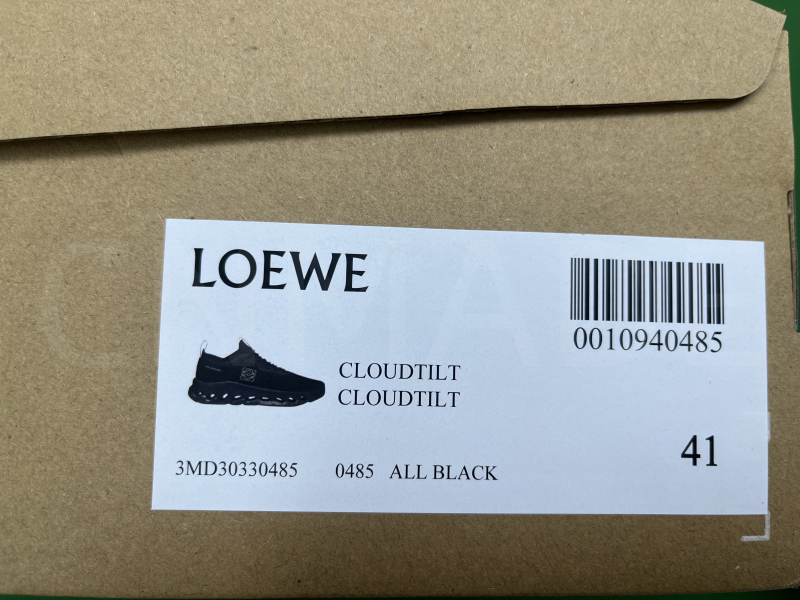 LOEWE
0010940485
CLOUDTILT
CLOUDTILT
41
3MD30330485 0485 ALL BLACK